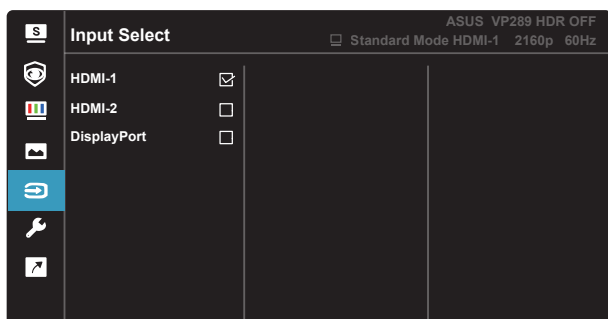 S
Input Select
ASUS VP289 HDR OFF
Standard Mode HDMI-1 2160p 60Hz
HDMI-1
HDMI-2
DisplayPort